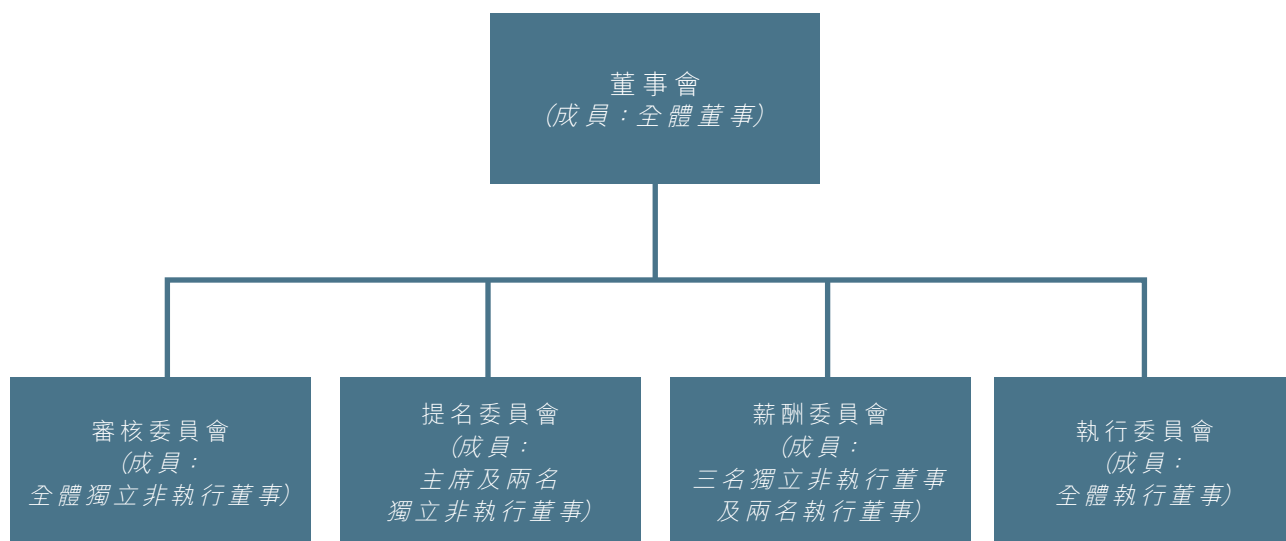 董事會
(成員：全體董事)
審核委員會
(成員：
全體獨立非執行董事)
提名委員會
(成員：
主席及兩名
獨立非執行董事)
薪酬委員會
(成員：
三名獨立非執行董事
及兩名執行董事)
執行委員會
(成員：
全體執行董事)